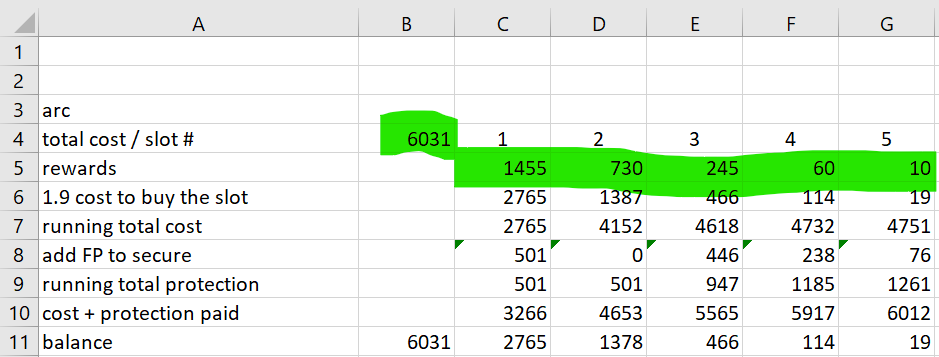 A B C D E F G
1
2
3 arc
4 total cost / slot # 6031 1 2 3 4 5
5 rewards 1455 730 245 60 10
6 1.9 cost to buy the slot 2765 1387 466 114 19
7 running total cost 2765 4152 4618 4732 4751
8 add FP to secure 501 0 446 238 76
9 running total protection 501 501 947 1185 1261
10 cost + protection paid 3266 4653 5565 5917 6012
11 balance 6031 2765 1378 466 114 19